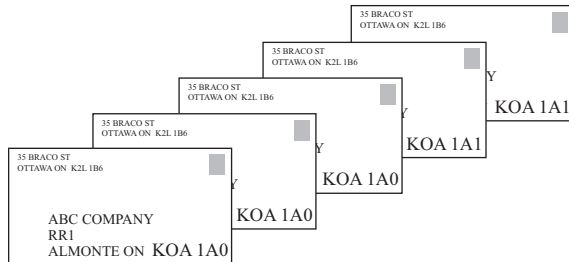 35 BRACO ST
OTTAWA ON K2L 1B6
Y
KOA 1A1
35 BRACO ST
OTTAWA ON K2L 1B6
Y
KOA 1A1
35 BRACO ST
OTTAWA ON K2L 1B6
Y
KOA 1A0
35 BRACO ST
OTTAWA ON K2L 1B6
Y
KOA 1A0
35 BRACO ST
OTTAWA ON K2L 1B6
ABC COMPANY
RR1
ALMONTE ON KOA 1A0